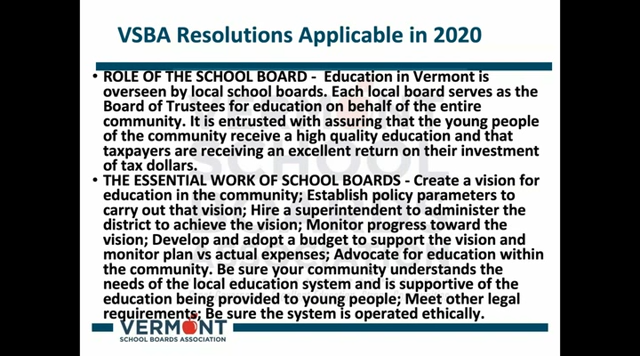 VSBA Resolutions Applicable in 2020
• ROLE OF THE SCHOOL BOARD - Education in Vermont is
overseen by local school boards. Each local board serves as the
Board of Trustees for education on behalf of the entire
community. It is entrusted with assuring that the young people
of the community receive a high quality education and that
taxpayers are receiving an excellent return on their investment
of tax dollars.
• THE ESSENTIAL WORK OF SCHOOL BOARDS - Create a vision for
education in the community; Establish policy parameters to
carry out that vision; Hire a superintendent to administer the
district to achieve the vision; Monitor progress toward the
vision; Develop and adopt a budget to support the vision and
monitor plan vs actual expenses; Advocate for education within
the community. Be sure your community understands the
needs of the local education system and is supportive of the
education being provided to young people; Meet other legal
requirements; Be sure the system is operated ethically.
VERMONT
SCHOOL BOARDS ASSOCIATION